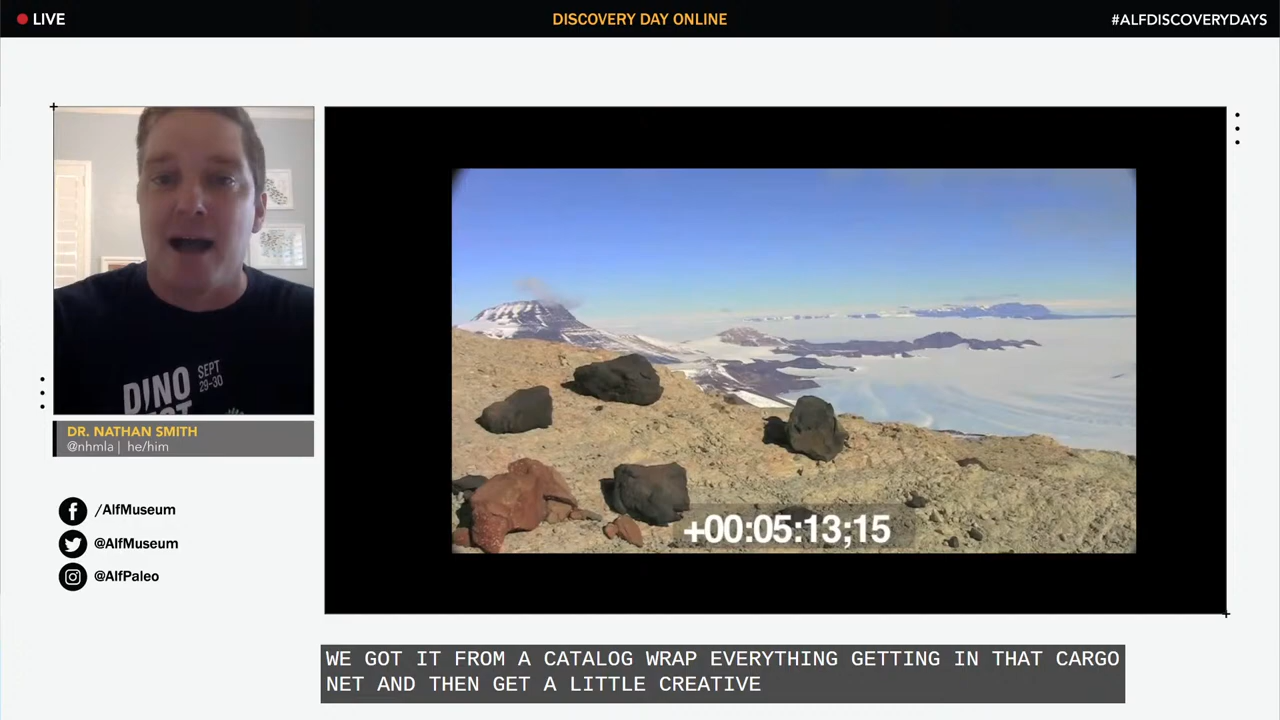 LIVE
DISCOVERY DAY ONLINE
#ALFDISCOVERYDAYS
DINO
SEPT
29-30
DR. NATHAN SMITH
@nhmla | he/him
/AlfMuseum
@AlfMuseum
@AlfPaleo
+00:05:13;15
WE GOT IT FROM A CATALOG WRAP EVERYTHING GETTING IN THAT CARGO
NET AND THEN GET A LITTLE CREATIVE